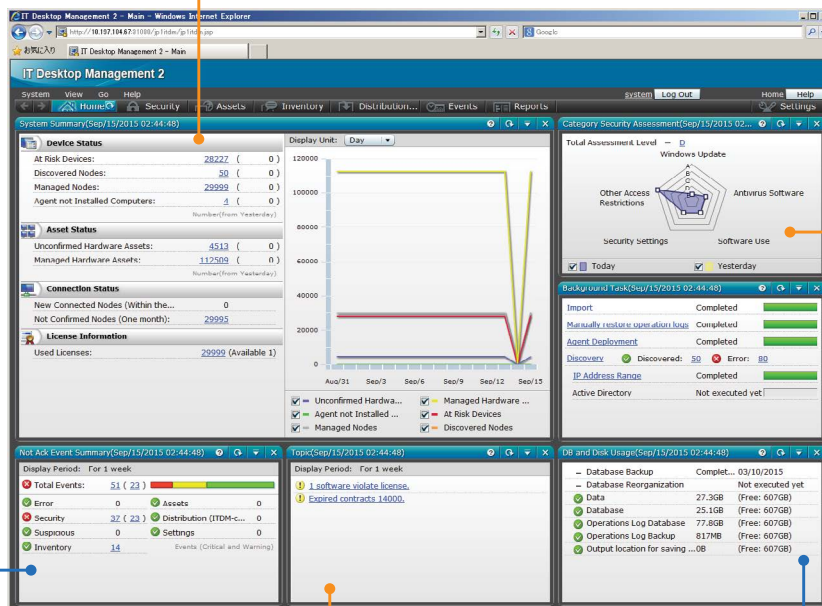 IT Desktop Management 2 - Main - Windows Internet Explorer
http://10.197.104.67:31080/jp1itdm/jp1itdm.jsp
Google
お気に入り IT Desktop Management 2 - Main
IT Desktop Management 2
System View Go Help
system Log Out Home Help
Home Security Assets Inventory Distribution... Events Reports Settings
System Summary(Sep/15/2015 02:44:48)
Device Status
At Risk Devices: 28227 ( 0 )
Discovered Nodes: 50 ( 0 )
Managed Nodes: 29999 ( 0 )
Agent not Installed Computers: 4 ( 0 )
Number(from Yesterday)
Asset Status
Unconfirmed Hardware Assets: 4513 ( 0 )
Managed Hardware Assets: 112509 ( 0 )
Number(from Yesterday)
Connection Status
New Connected Nodes (Within the... 0
Not Confirmed Nodes (One month): 29995
License Information
Used Licenses: 29999 (Available 1)
Display Unit: Day
120000
100000
80000
60000
40000
20000
0
Aug/31 Sep/3 Sep/6 Sep/9 Sep/12 Sep/15
Unconfirmed Hardwa... Managed Hardware ...
Agent not Installed ... At Risk Devices
Managed Nodes Discovered Nodes
Category Security Assessment(Sep/15/2015 02...
Total Assessment Level - D
Windows Update
A
B
C
D
Other Access Restrictions
Antivirus Software
Security Settings
Software Use
Today Yesterday
Background Task(Sep/15/2015 02:44:48)
Import Completed
Manually restore operation logs Completed
Agent Deployment Completed
Discovery Discovered: 50 Error: 80
IP Address Range Completed
Active Directory Not executed yet
Not Ack Event Summary(Sep/15/2015 02:44:48)
Display Period: For 1 week
Total Events: 51 ( 23 )
Error 0 Assets 0
Security 37 ( 23 ) Distribution (ITDM-c... 0
Suspicious 0 Settings 0
Inventory 14 Events (Critical and Warning)
Topic(Sep/15/2015 02:44:48)
Display Period: For 1 week
1 software violate license.
Expired contracts 14000.
DB and Disk Usage(Sep/15/2015 02:44:48)
- Database Backup Complet... 03/10/2015
- Database Reorganization Not executed yet
Data 27.3GB (Free: 607GB)
Database 25.1GB (Free: 607GB)
Operations Log Database 77.8GB (Free: 607GB)
Operations Log Backup 817MB (Free: 607GB)
Output location for saving ...0B (Free: 607GB)